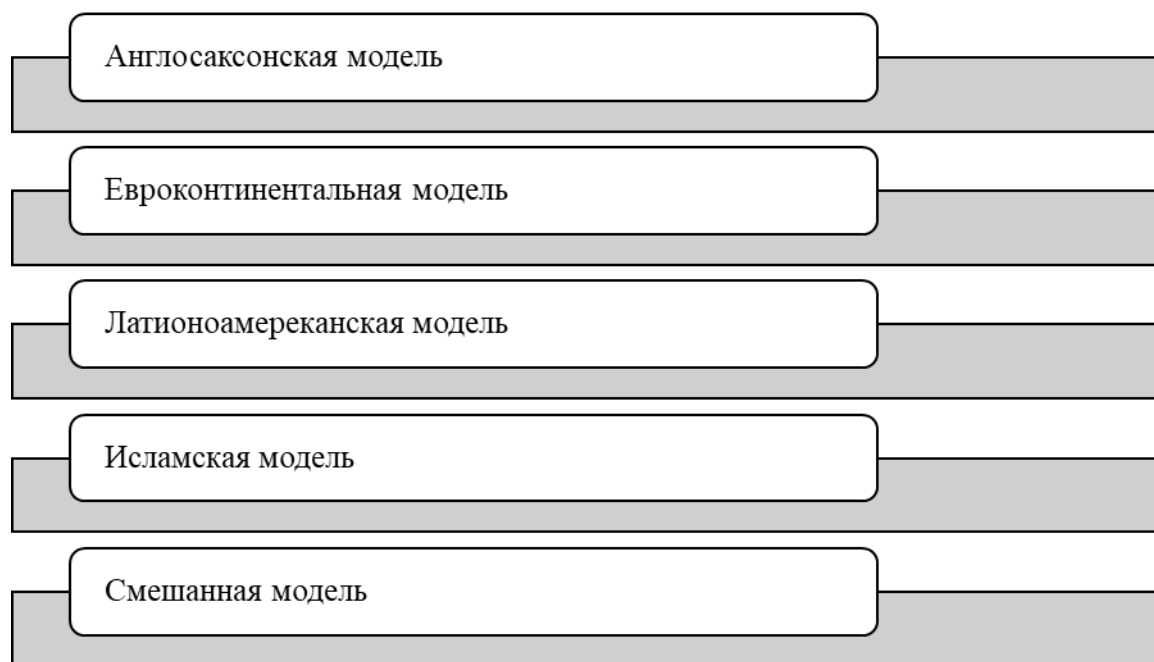 Англосаксонская модель
Евроконтинентальная модель
Латионоамереканская модель
Исламская модель
Смешанная модель